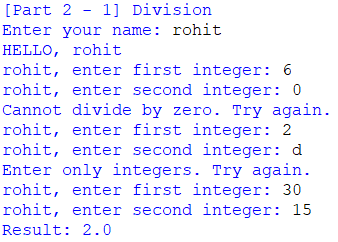 [Part 2 - 1] Division
Enter your name: rohit
HELLO, rohit
rohit, enter first integer: 6
rohit, enter second integer: 0
Cannot divide by zero. Try again.
rohit, enter first integer: 2
rohit, enter second integer: d
Enter only integers. Try again.
rohit, enter first integer: 30
rohit, enter second integer: 15
Result: 2.0